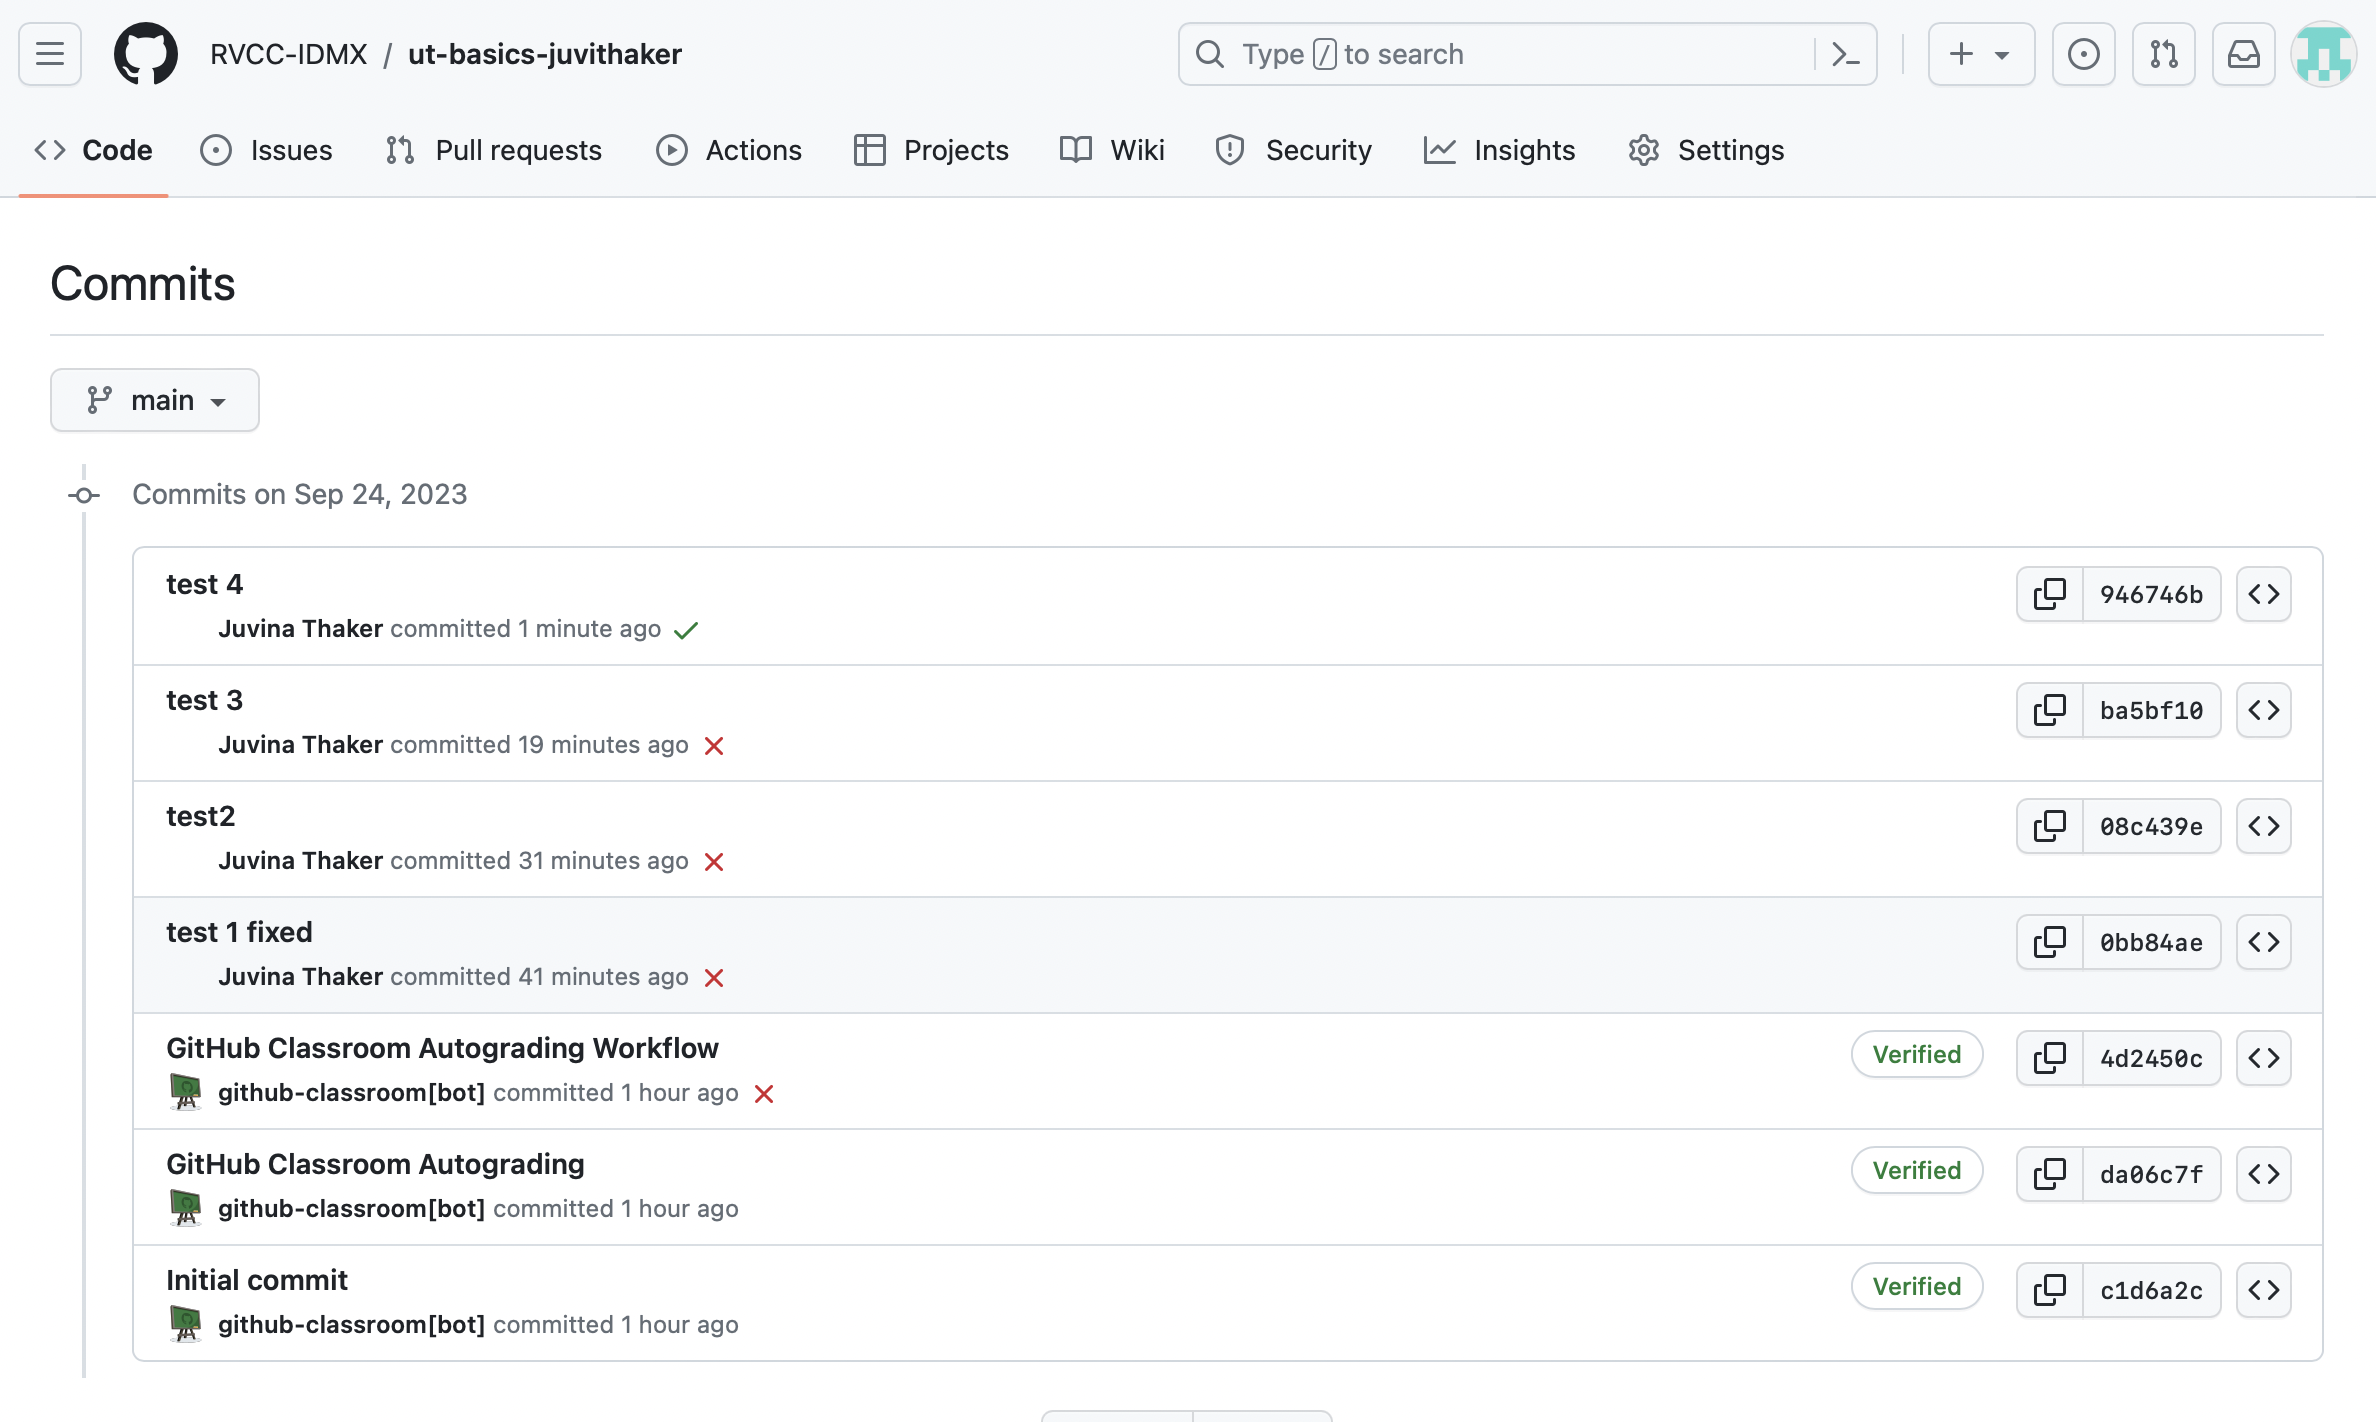 RVCC-IDMX / ut-basics-juvithaker
Type / to search
Code Issues Pull requests Actions Projects Wiki Security Insights Settings
Commits
main
Commits on Sep 24, 2023
test 4
946746b
Juvina Thaker committed 1 minute ago
test 3
ba5bf10
Juvina Thaker committed 19 minutes ago
test2
08c439e
Juvina Thaker committed 31 minutes ago
test 1 fixed
0bb84ae
Juvina Thaker committed 41 minutes ago
GitHub Classroom Autograding Workflow
Verified 4d2450c
github-classroom[bot] committed 1 hour ago
GitHub Classroom Autograding
Verified da06c7f
github-classroom[bot] committed 1 hour ago
Initial commit
Verified c1d6a2c
github-classroom[bot] committed 1 hour ago